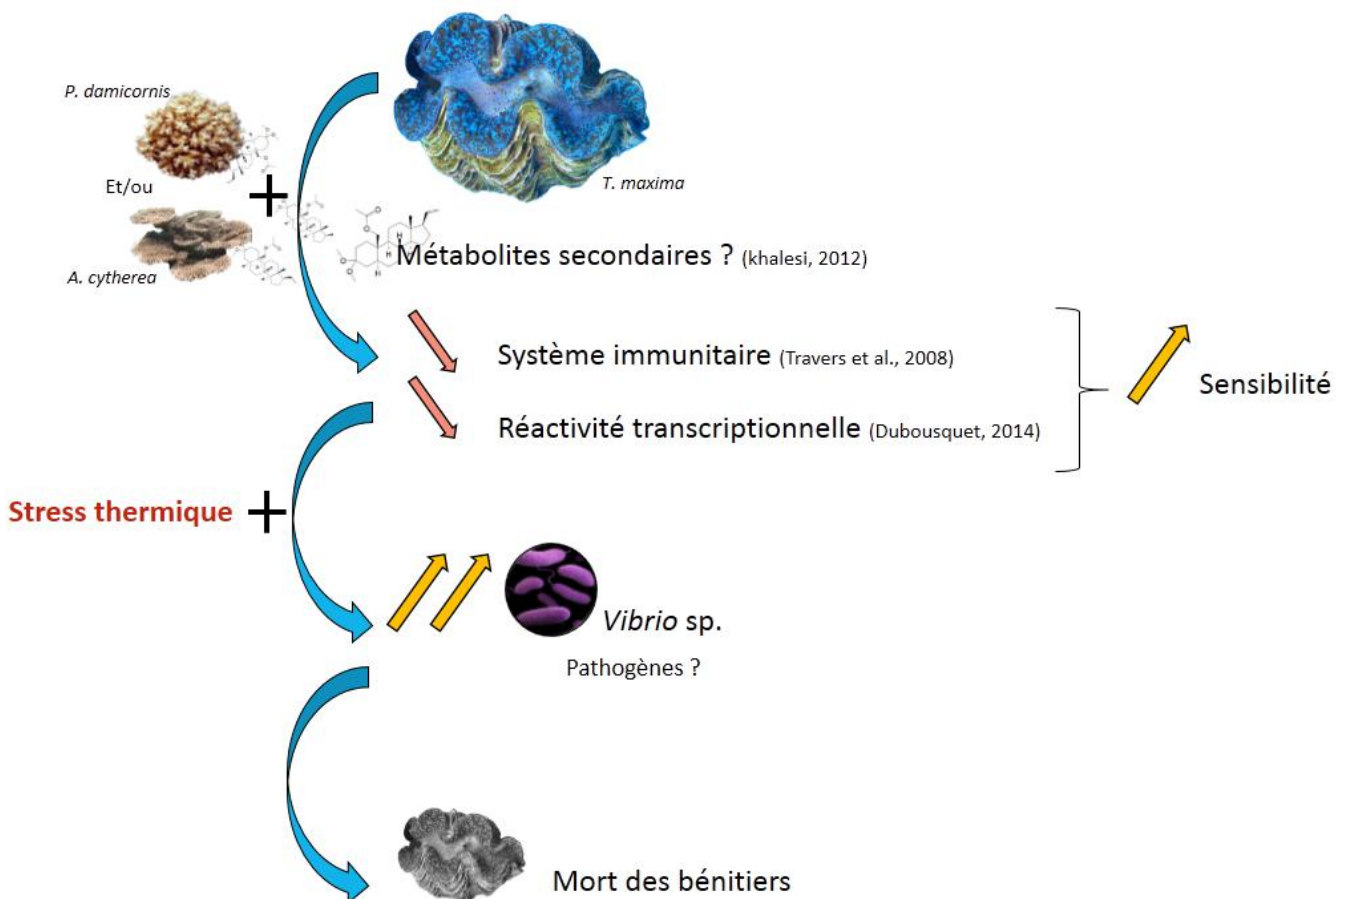 P. damicornis
Et/ou
A. cytherea
+
T. maxima
Métabolites secondaires ? (khalesi, 2012)
Système immunitaire (Travers et al., 2008)
Réactivité transcriptionnelle (Dubousquet, 2014)
Sensibilité
Stress thermique +
Vibrio sp.
Pathogènes ?
Mort des bénitiers